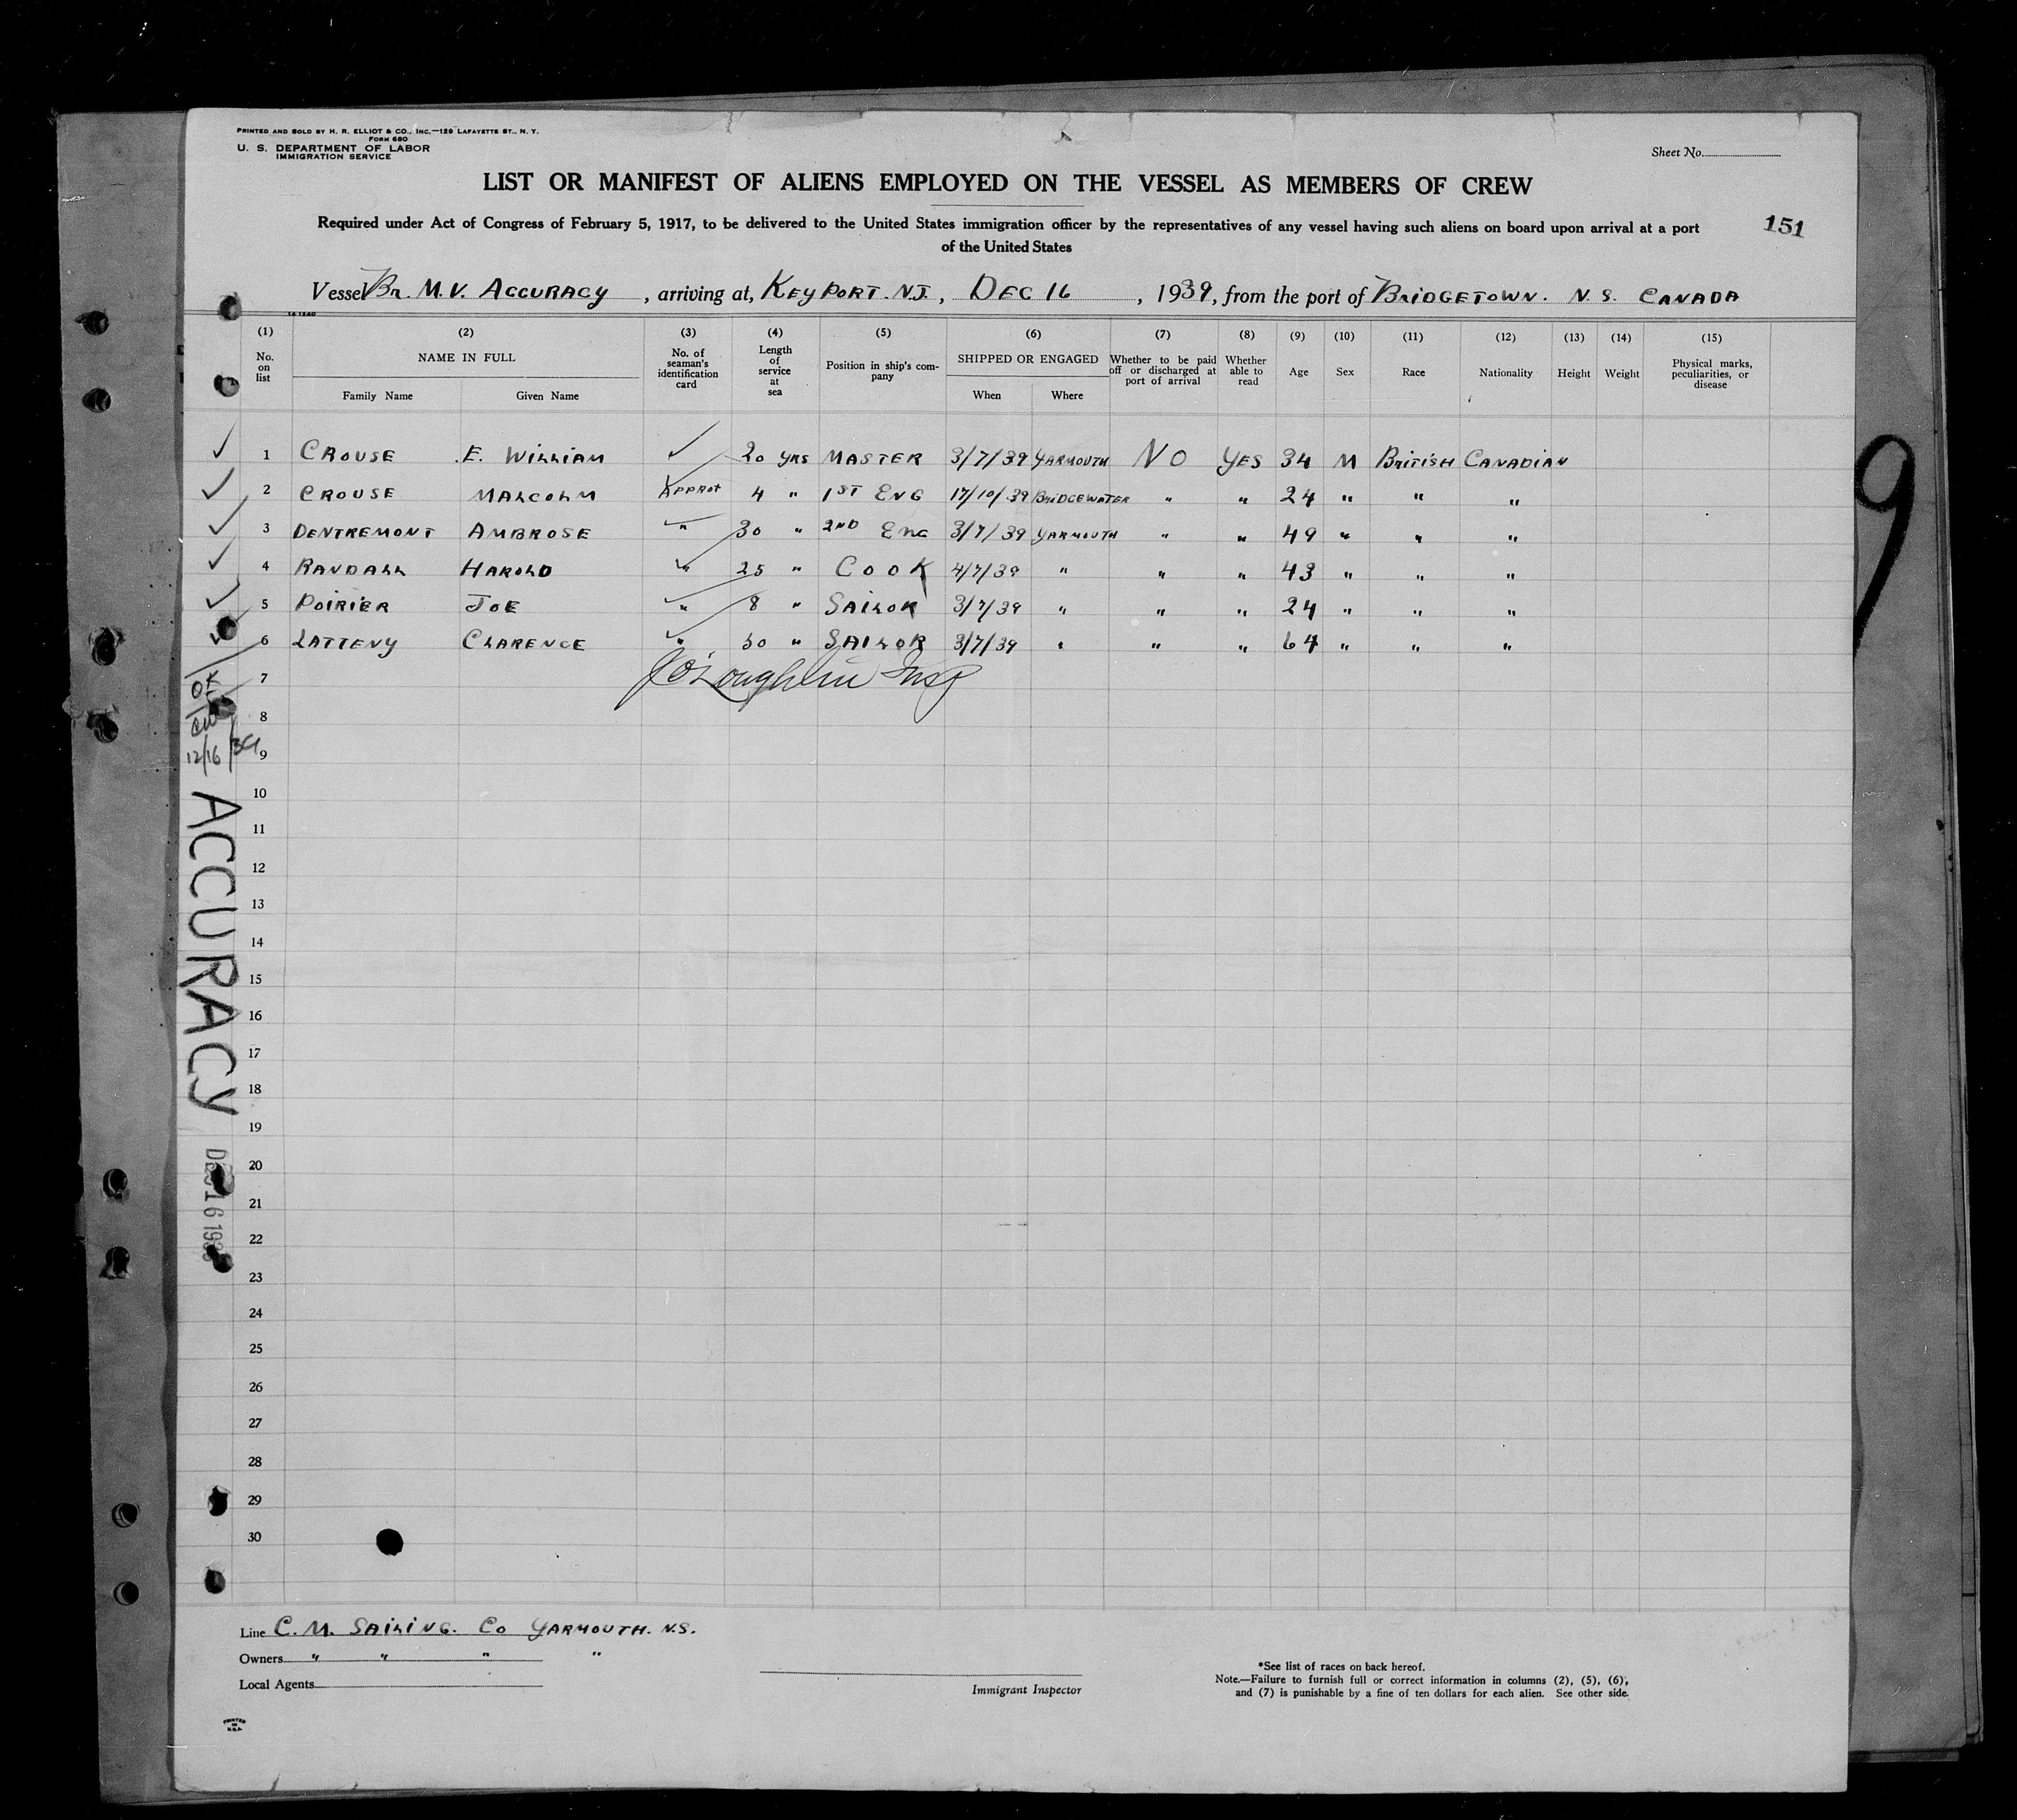 PRINTED AND SOLD BY H. R. ELLIOT & CO., INC.—129 LAFAYETTE ST., N. Y.
FORM 680
U. S. DEPARTMENT OF LABOR
IMMIGRATION SERVICE
Sheet No.
LIST OR MANIFEST OF ALIENS EMPLOYED ON THE VESSEL AS MEMBERS OF CREW
Required under Act of Congress of February 5, 1917, to be delivered to the United States immigration officer by the representatives of any vessel having such aliens on board upon arrival at a port
of the United States
151
Vessel Br. M.V. ACCURACY, arriving at, KEYPORT. N.J., DEC 16, 1939, from the port of BRIDGETOWN. N.S. CANADA
(1) (2) (3) (4) (5) (6) (7) (8) (9) (10) (11) (12) (13) (14) (15)
No. on list NAME IN FULL Family Name Given Name No. of seaman's identification card Length of service at sea Position in ship's company SHIPPED OR ENGAGED When Where Whether to be paid off or discharged at port of arrival Whether able to read Age Sex Race Nationality Height Weight Physical marks, peculiarities, or disease
✓ 1 CROUSE .E. WILLIAM ✓ 20 YRS MASTER 3/7/39 YARMOUTH NO YES 34 M BRITISH CANADIAN
✓ 2 CROUSE MALCOLM 4 " 1ST ENG 17/10/39 BRIDGEWATER " " 24 " " "
✓ 3 DENTREMONT AMBROSE " 30 " 2ND ENG 3/7/39 YARMOUTH " " 49 " " "
✓ 4 RANDALL HAROLD " 25 " COOK 4/7/39 " " " 43 " " "
✓ 5 POIRIER JOE " 8 " SAILOR 3/7/39 " " " 24 " " "
✓ 6 LATTENY CLARENCE " 50 " SAILOR 3/7/39 " " " 64 " " "
J O'Loughlin Insp
7
8
9
10
11
12
13
14
15
16
17
18
19
20
21
22
23
24
25
26
27
28
29
30
OK
12/16/39
ACCURACY
DEC 16 1939
9
Line C. M. SAILING. CO YARMOUTH. N.S.
Owners " " " "
Local Agents
Immigrant Inspector
*See list of races on back hereof.
Note.—Failure to furnish full or correct information in columns (2), (5), (6),
and (7) is punishable by a fine of ten dollars for each alien. See other side.
PRINTED
IN
U.S.A.